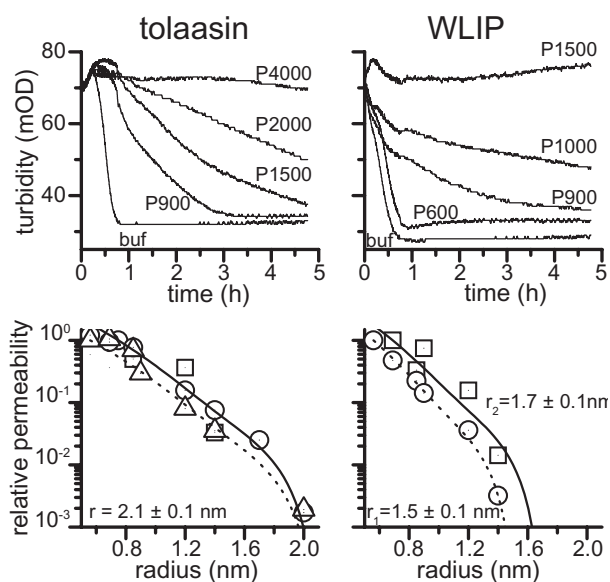 tolaasin
WLIP
turbidity (mOD)
80
60
40
P4000
P2000
P1500
P900
buf
0 1 2 3 4 5
time (h)
P1500
P1000
P900
P600
buf
0 1 2 3 4 5
time (h)
relative permeability
10⁰
10⁻¹
10⁻²
10⁻³
r = 2.1 ± 0.1 nm
0.8 1.2 1.6 2.0
radius (nm)
r₂=1.7 ± 0.1nm
r₁=1.5 ± 0.1 nm
0.8 1.2 1.6 2.0
radius (nm)